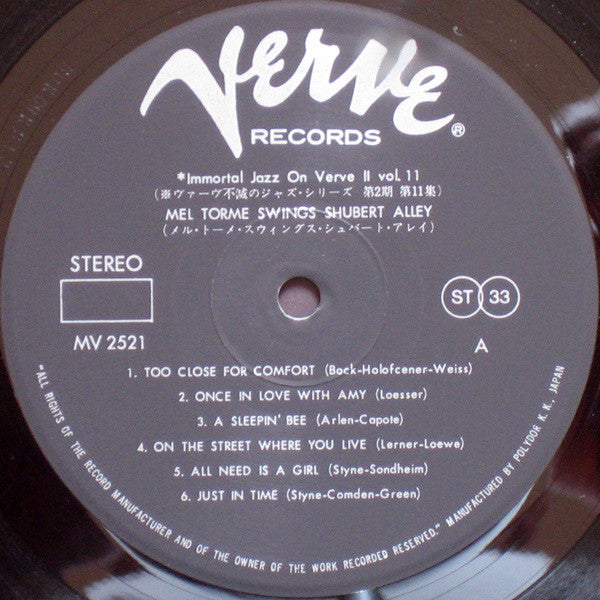 Verve®
RECORDS
*Immortal Jazz On Verve II vol. 11
(※ヴァーヴ不滅のジャズ・シリーズ 第2期 第11集)
MEL TORME SWINGS SHUBERT ALLEY
(メル・トーメ・スウィングス・シュバート・アレイ)
STEREO
ST 33
MV 2521
A
1. TOO CLOSE FOR COMFORT (Bock-Holofcener-Weiss)
2. ONCE IN LOVE WITH AMY (Loesser)
3. A SLEEPIN' BEE (Arlen-Capote)
4. ON THE STREET WHERE YOU LIVE (Lerner-Loewe)
5. ALL NEED IS A GIRL (Styne-Sondheim)
6. JUST IN TIME (Styne-Comden-Green)
"ALL RIGHTS OF THE RECORD MANUFACTURER AND OF THE OWNER OF THE WORK RECORDED RESERVED." MANUFACTURED BY POLYDOR K. K., JAPAN